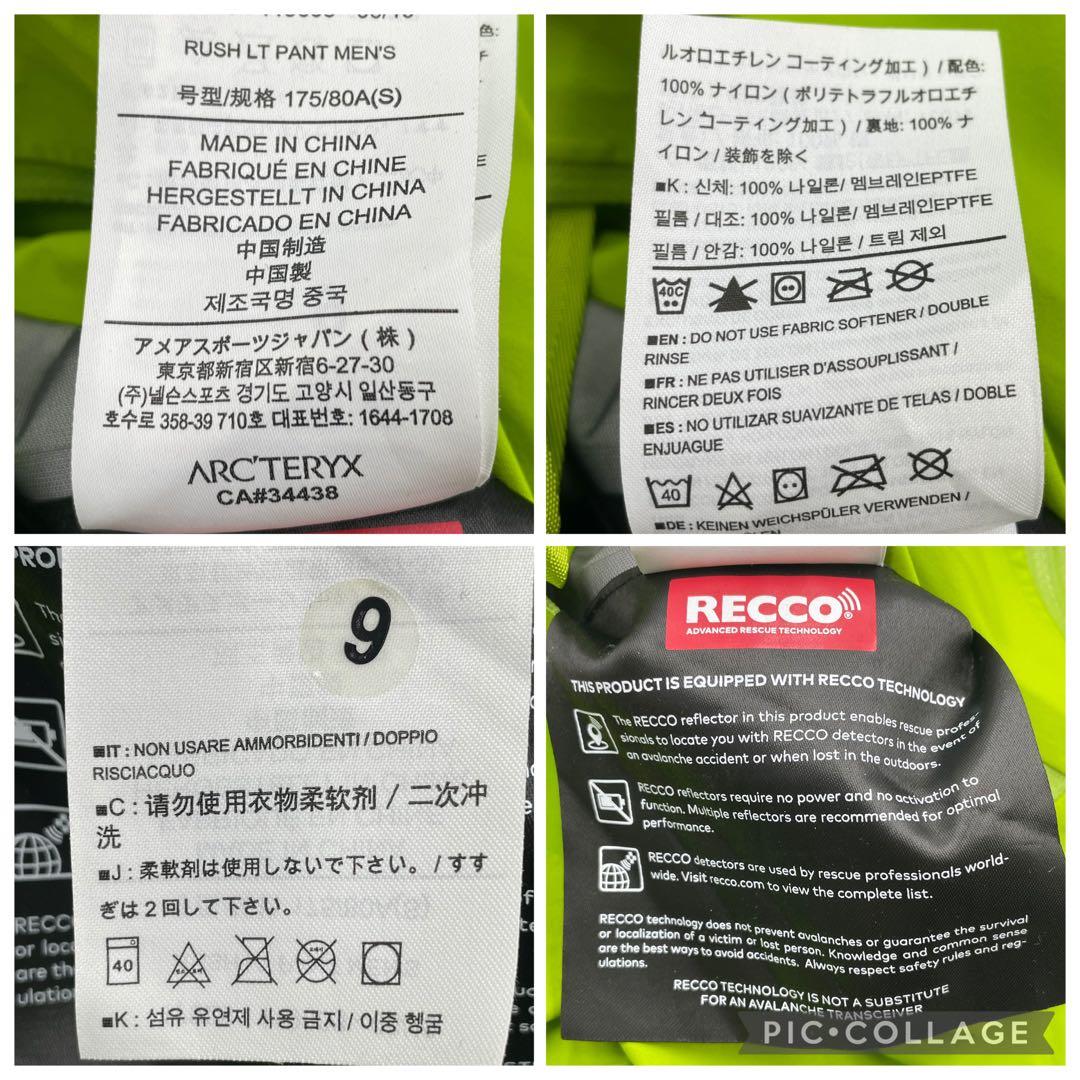 RUSH LT PANT MEN'S
号型/规格 175/80A(S)
MADE IN CHINA
FABRIQUÉ EN CHINE
HERGESTELLT IN CHINA
FABRICADO EN CHINA
中国制造
中国製
제조국명 중국
アメアスポーツジャパン(株)
東京都新宿区新宿6-27-30
(주)넬슨스포츠 경기도 고양시 일산동구
호수로 358-39 710호 대표번호: 1644-1708
ARC'TERYX
CA#34438
色:
ルオロエチレン コーティング加工) / 配色:
100% ナイロン (ポリテトラフルオロエチ
レン コーティング加工) / 裏地: 100% ナ
イロン / 装飾を除く
■K : 신체: 100% 나일론/ 멤브레인EPTFE
필름 / 대조: 100% 나일론/ 멤브레인EPTFE
필름 / 안감: 100% 나일론 / 트림 제외
40C
■EN : DO NOT USE FABRIC SOFTENER / DOUBLE
RINSE
■FR : NE PAS UTILISER D'ASSOUPLISSANT /
RINCER DEUX FOIS
■ES : NO UTILIZAR SUAVIZANTE DE TELAS / DOBLE
ENJUAGUE
40
■DE : KEINEN WEICHSPÜLER VERWENDEN /
9
■IT : NON USARE AMMORBIDENTI / DOPPIO
RISCIACQUO
■C : 请勿使用衣物柔软剂 / 二次冲
洗
■J : 柔軟剤は使用しないで下さい。/ すす
ぎは2回して下さい。
40
■K : 섬유 유연제 사용 금지 / 이중 헹굼
RECCO®
ADVANCED RESCUE TECHNOLOGY
THIS PRODUCT IS EQUIPPED WITH RECCO TECHNOLOGY
The RECCO reflector in this product enables rescue profes-
sionals to locate you with RECCO detectors in the event of
an avalanche accident or when lost in the outdoors.
RECCO reflectors require no power and no activation to
function. Multiple reflectors are recommended for optimal
performance.
RECCO detectors are used by rescue professionals world-
wide. Visit recco.com to view the complete list.
RECCO technology does not prevent avalanches or guarantee the survival
or localization of a victim or lost person. Knowledge and common sense
are the best ways to avoid accidents. Always respect safety rules and reg-
ulations.
RECCO TECHNOLOGY IS NOT A SUBSTITUTE
FOR AN AVALANCHE TRANSCEIVER
PIC•COLLAGE